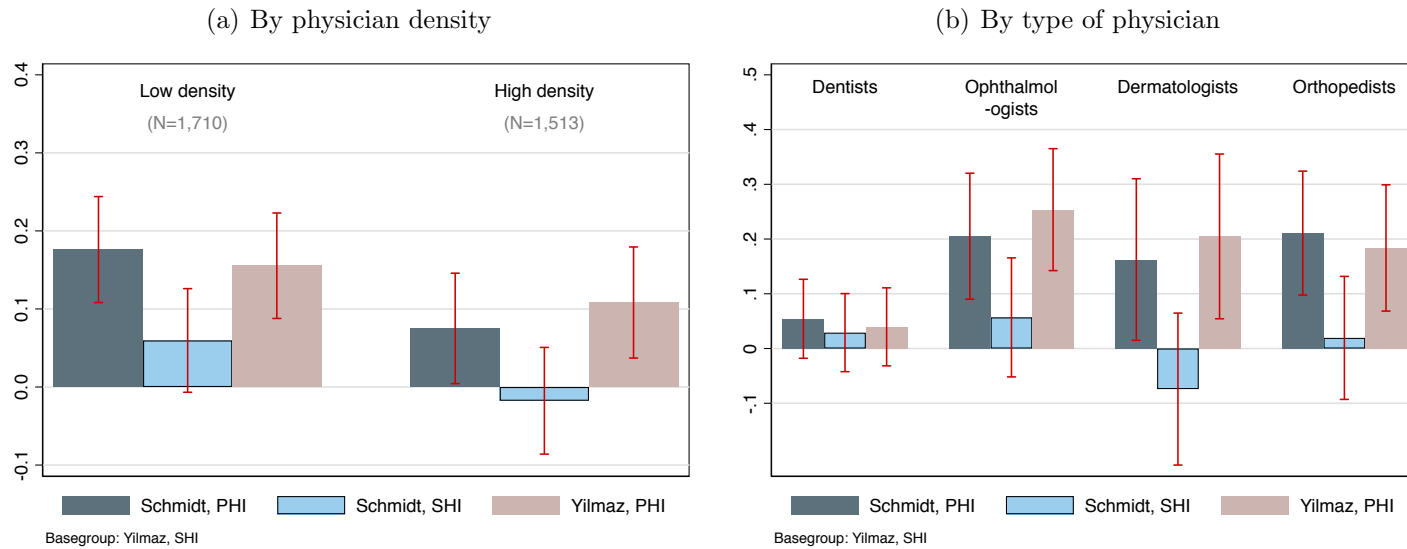 (a) By physician density
0.4
0.3
0.2
0.1
0.0
-0.1
Low density
(N=1,710)
High density
(N=1,513)
Schmidt, PHI
Schmidt, SHI
Yilmaz, PHI
Basegroup: Yilmaz, SHI
(b) By type of physician
.5
.4
.3
.2
.1
0
-.1
Dentists
Ophthalmol
-ogists
Dermatologists
Orthopedists
Schmidt, PHI
Schmidt, SHI
Yilmaz, PHI
Basegroup: Yilmaz, SHI